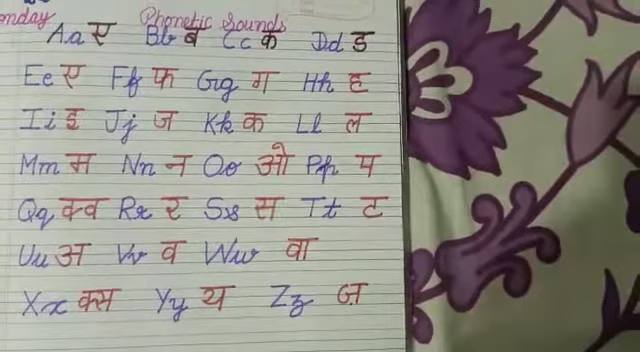 Monday Phonetic Sounds
Aa ए Bb ब Cc क Dd ड
Ee ए Ff फ Gg ग Hh ह
Ii इ Jj ज Kk क Ll ल
Mm म Nn न Oo ओ Pp प
Qq क्व Rr र Ss स Tt ट
Uu अ Vv व Ww वा
Xx क्स Yy य Zz ज़